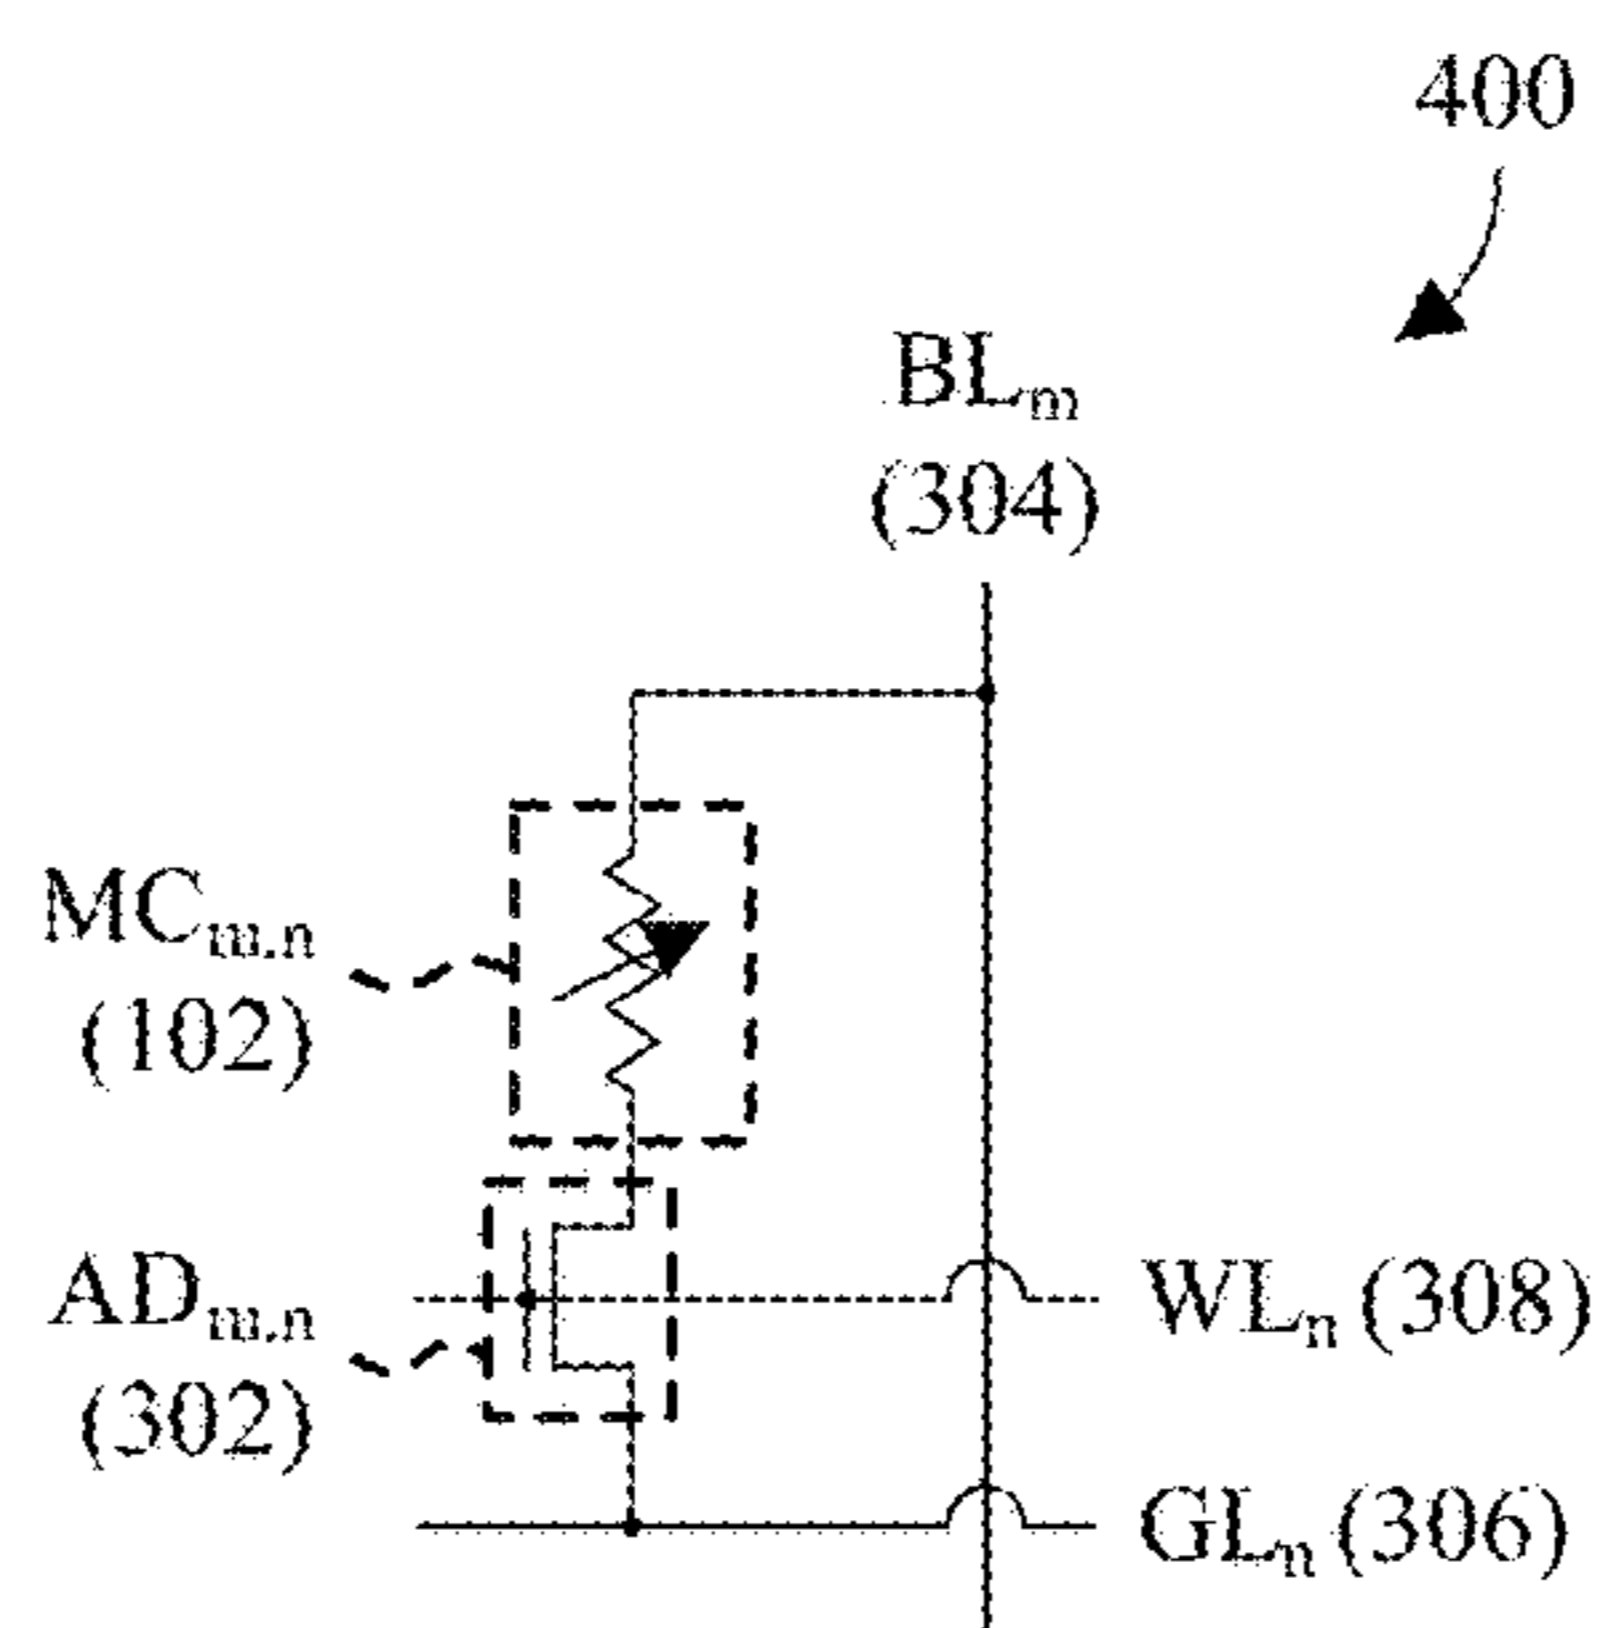 400
BLm
(304)
MCm,n
(102)
ADm,n
(302)
WLn (308)
GLn (306)